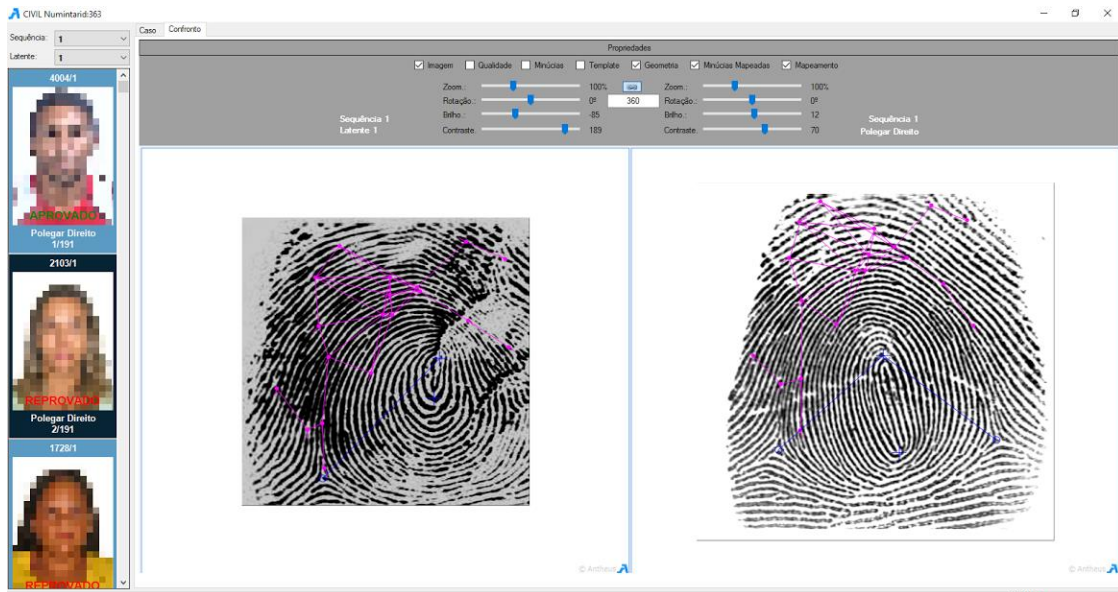 CIVIL Numintarid:363
Sequência: 1
Latente: 1
Caso Confronto
Propriedades
Imagem Qualidade Minúcias Template Geometria Minúcias Mapeadas Mapeamento
Zoom.: 100% Zoom.: 100%
Rotação.: 0º 360 Rotação.: 0º
Brilho.: -85 Brilho.: 12
Contraste. 189 Contraste. 70
Sequência 1
Latente 1
Sequência 1
Polegar Direito
4004/1
APROVADO
Polegar Direito
1/191
2103/1
REPROVADO
Polegar Direito
2/191
1728/1
REPROVADO
© Antheus
© Antheus